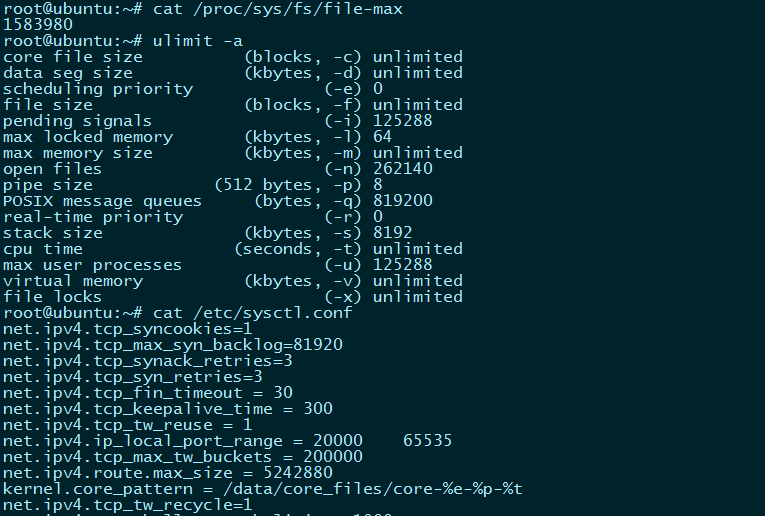 root@ubuntu:~# cat /proc/sys/fs/file-max
1583980
root@ubuntu:~# ulimit -a
core file size (blocks, -c) unlimited
data seg size (kbytes, -d) unlimited
scheduling priority (-e) 0
file size (blocks, -f) unlimited
pending signals (-i) 125288
max locked memory (kbytes, -l) 64
max memory size (kbytes, -m) unlimited
open files (-n) 262140
pipe size (512 bytes, -p) 8
POSIX message queues (bytes, -q) 819200
real-time priority (-r) 0
stack size (kbytes, -s) 8192
cpu time (seconds, -t) unlimited
max user processes (-u) 125288
virtual memory (kbytes, -v) unlimited
file locks (-x) unlimited
root@ubuntu:~# cat /etc/sysctl.conf
net.ipv4.tcp_syncookies=1
net.ipv4.tcp_max_syn_backlog=81920
net.ipv4.tcp_synack_retries=3
net.ipv4.tcp_syn_retries=3
net.ipv4.tcp_fin_timeout = 30
net.ipv4.tcp_keepalive_time = 300
net.ipv4.tcp_tw_reuse = 1
net.ipv4.ip_local_port_range = 20000 65535
net.ipv4.tcp_max_tw_buckets = 200000
net.ipv4.route.max_size = 5242880
kernel.core_pattern = /data/core_files/core-%e-%p-%t
net.ipv4.tcp_tw_recycle=1